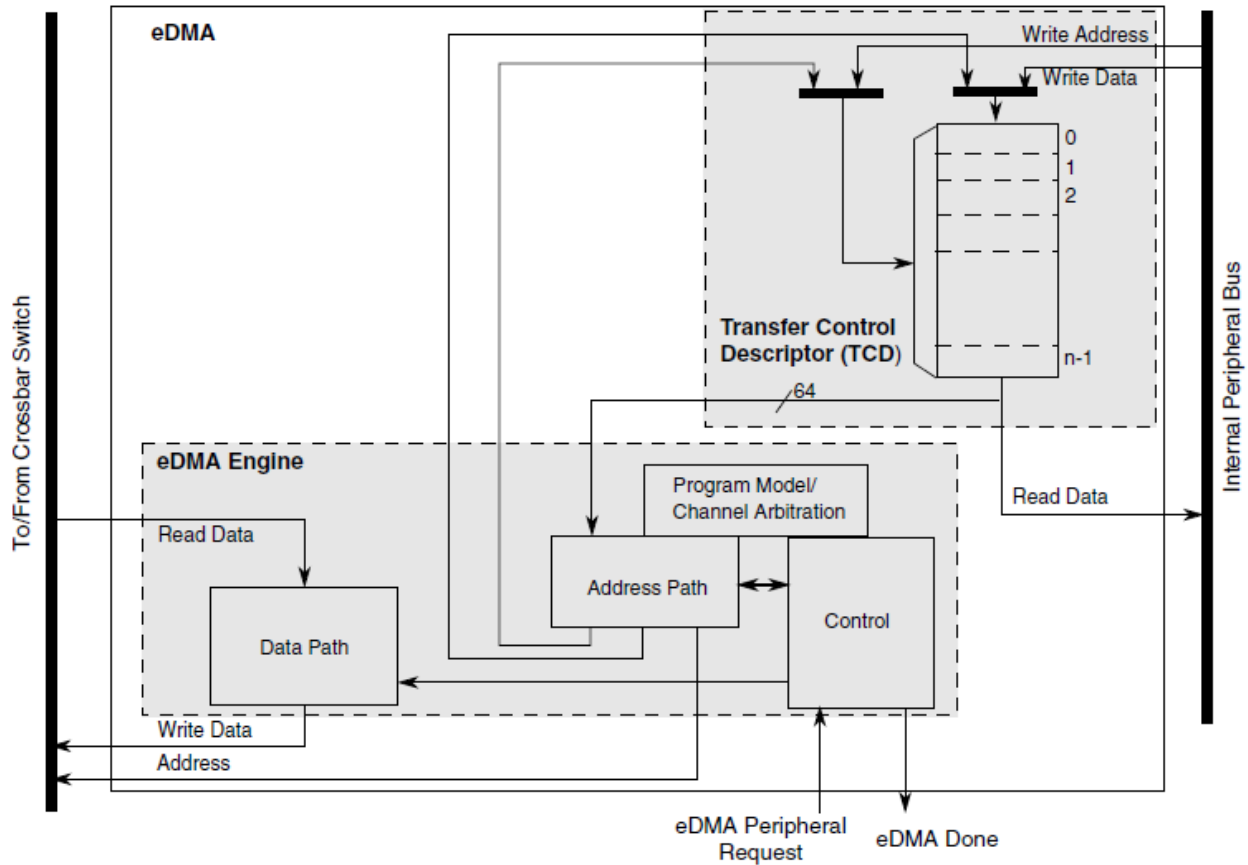 eDMA
Write Address
Write Data
0
1
2
n-1
Transfer Control
Descriptor (TCD)
64
To/From Crossbar Switch
Internal Peripheral Bus
eDMA Engine
Program Model/
Channel Arbitration
Read Data
Read Data
Address Path
Control
Data Path
Write Data
Address
eDMA Peripheral
Request
eDMA Done